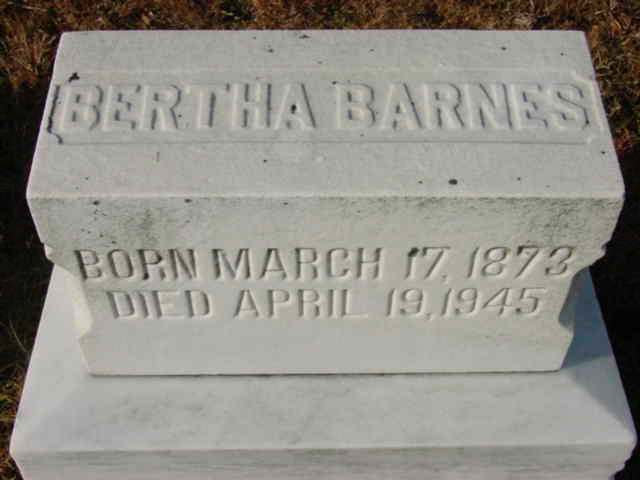 BERTHA BARNES
BORN MARCH 17, 1873
DIED APRIL 19, 1945